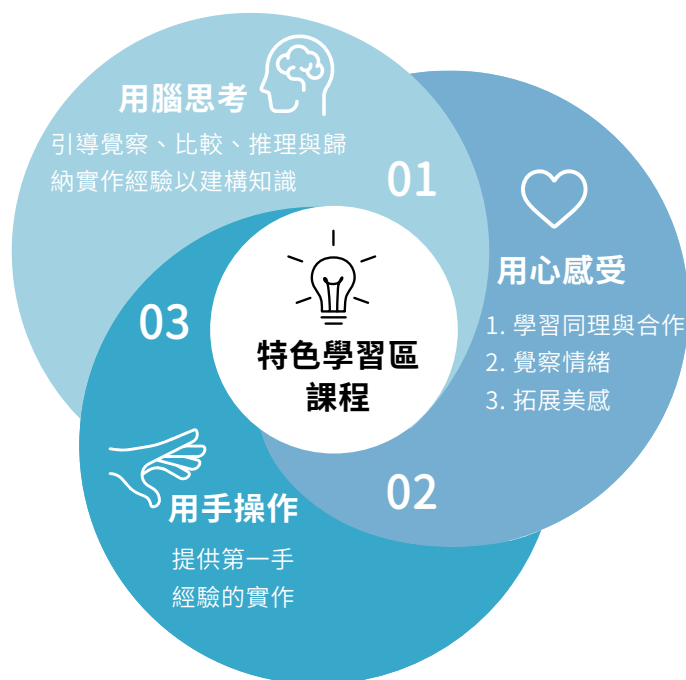 用腦思考
引導覺察、比較、推理與歸
納實作經驗以建構知識
01
用心感受
1. 學習同理與合作
2. 覺察情緒
3. 拓展美感
02
03
用手操作
提供第一手
經驗的實作
特色學習區
課程